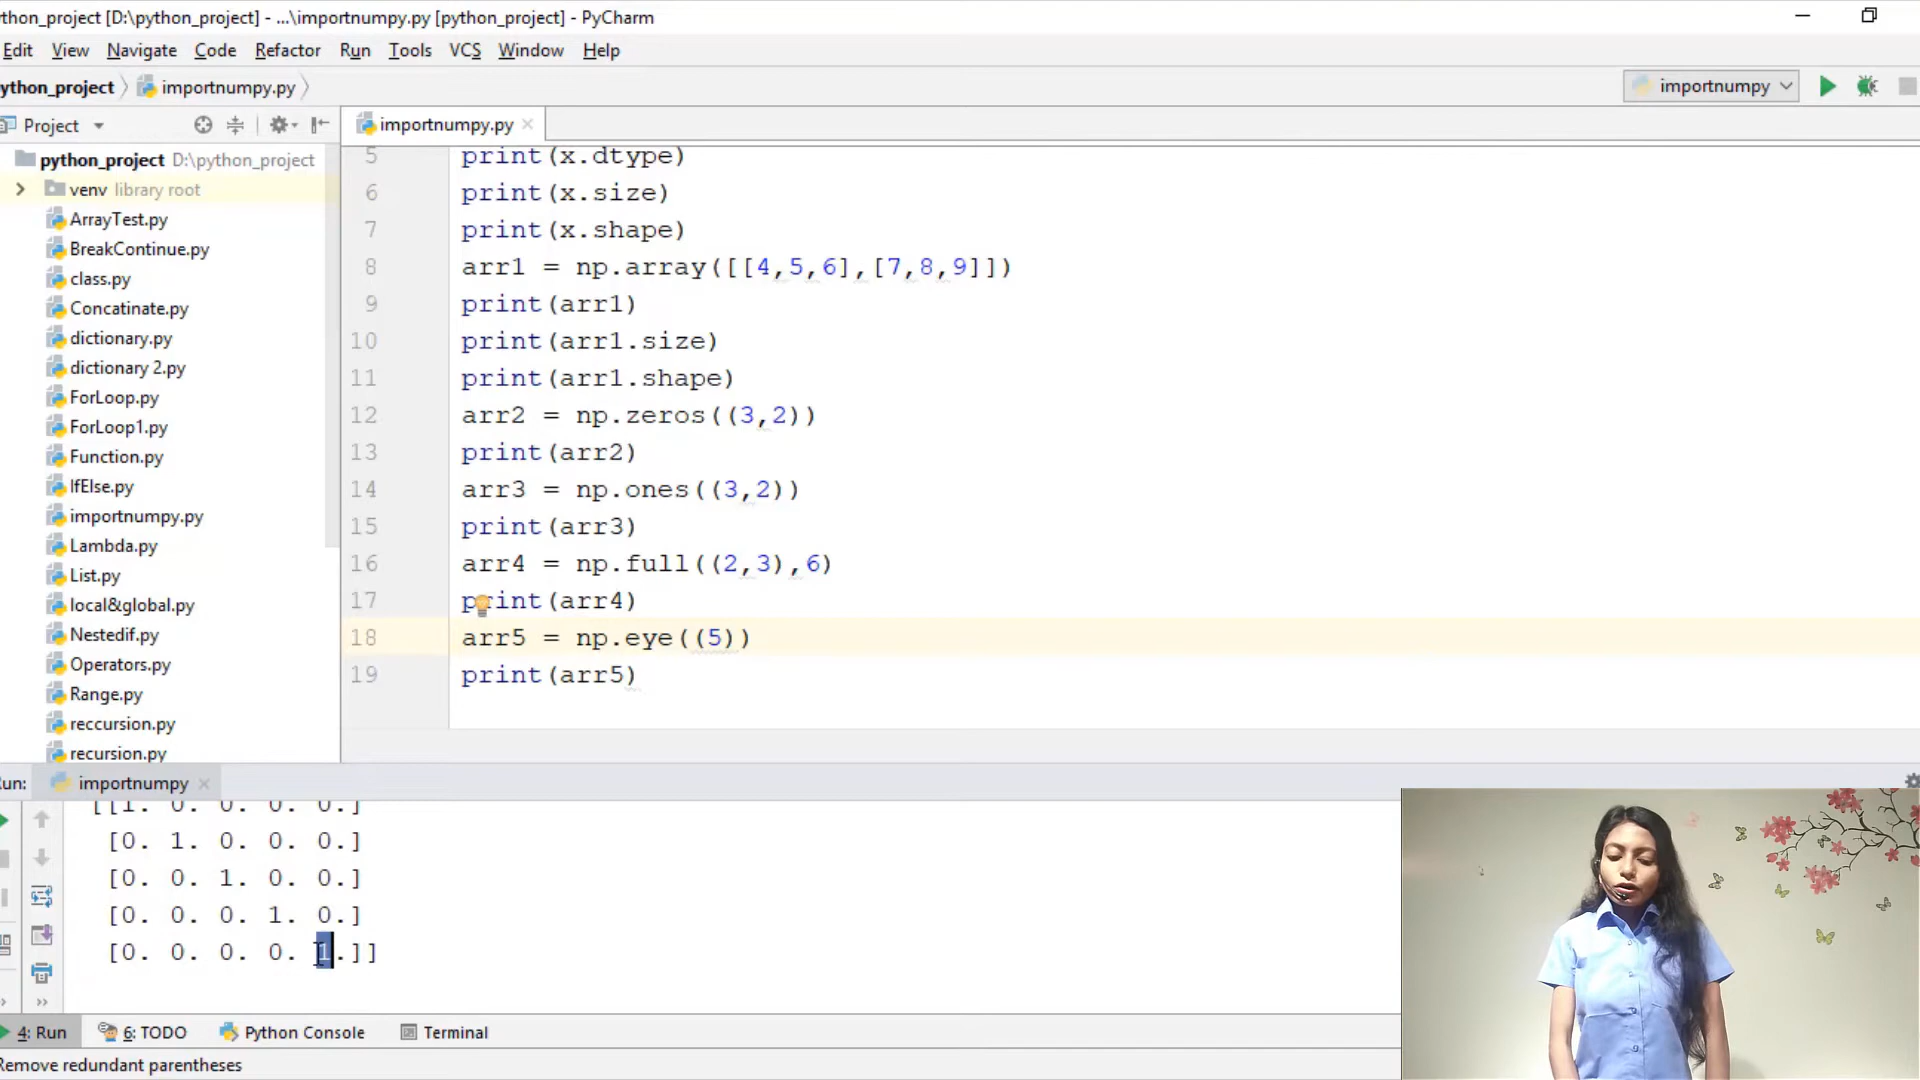 ython_project [D:\python_project] - ...\importnumpy.py [python_project] - PyCharm
Edit View Navigate Code Refactor Run Tools VCS Window Help
ython_project importnumpy.py
importnumpy
Project
importnumpy.py
python_project D:\python_project
venv library root
ArrayTest.py
BreakContinue.py
class.py
Concatinate.py
dictionary.py
dictionary 2.py
ForLoop.py
ForLoop1.py
Function.py
IfElse.py
importnumpy.py
Lambda.py
List.py
local&global.py
Nestedif.py
Operators.py
Range.py
reccursion.py
recursion.py
5 print(x.dtype)
6 print(x.size)
7 print(x.shape)
8 arr1 = np.array([[4,5,6],[7,8,9]])
9 print(arr1)
10 print(arr1.size)
11 print(arr1.shape)
12 arr2 = np.zeros((3,2))
13 print(arr2)
14 arr3 = np.ones((3,2))
15 print(arr3)
16 arr4 = np.full((2,3),6)
17 print(arr4)
18 arr5 = np.eye((5))
19 print(arr5)
un: importnumpy
[[1. 0. 0. 0. 0.]
[0. 1. 0. 0. 0.]
[0. 0. 1. 0. 0.]
[0. 0. 0. 1. 0.]
[0. 0. 0. 0. 1.]]
4: Run 6: TODO Python Console Terminal
Remove redundant parentheses